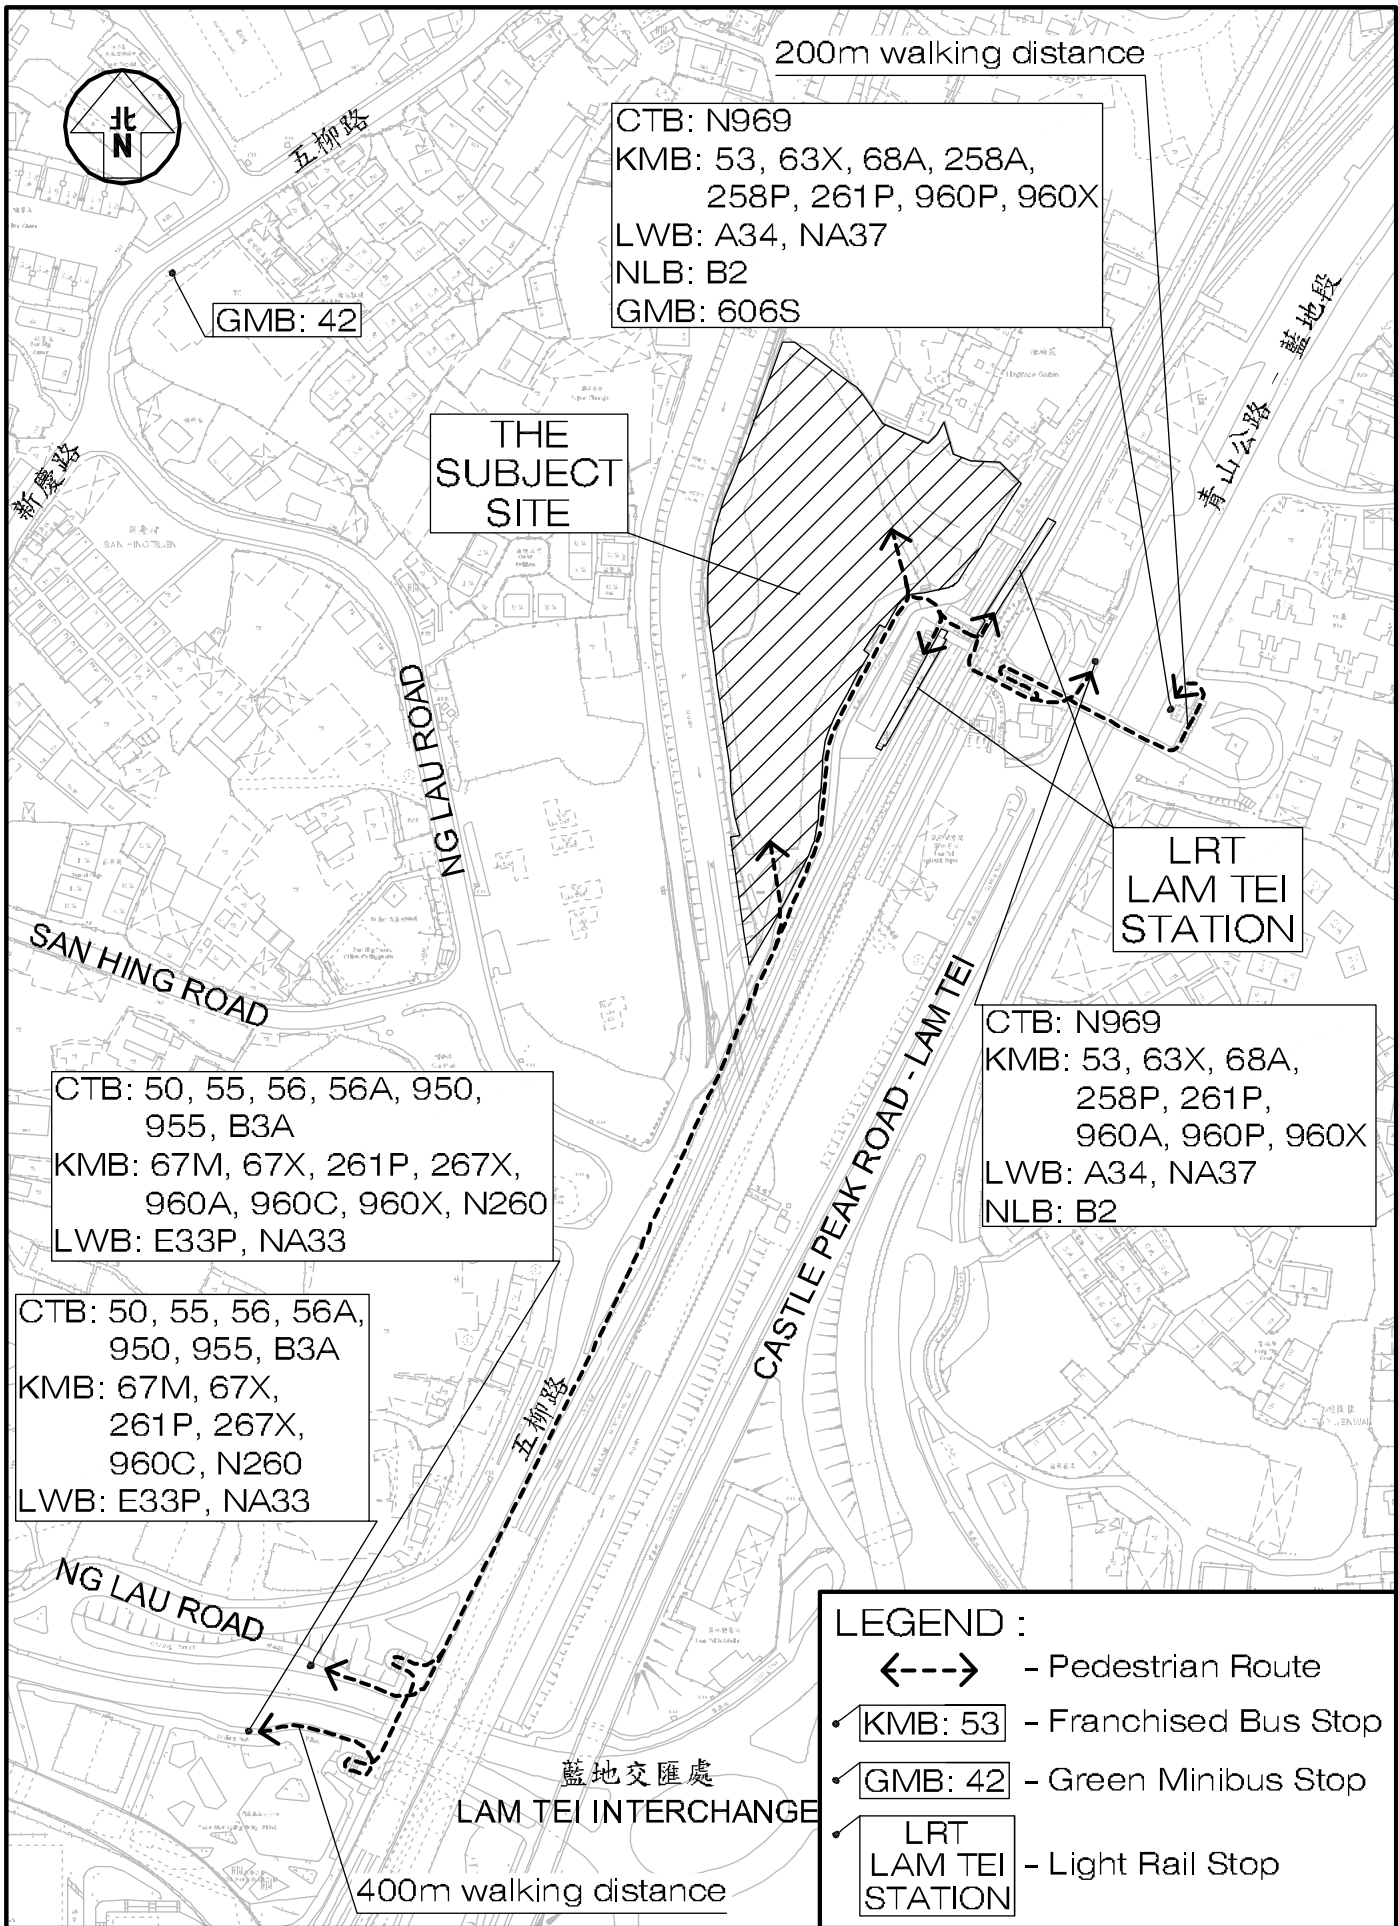 200m walking distance
北
N
五柳路
CTB: N969
KMB: 53, 63X, 68A, 258A,
258P, 261P, 960P, 960X
LWB: A34, NA37
NLB: B2
GMB: 606S
GMB: 42
青山公路 - 藍地段
THE
SUBJECT
SITE
新慶路
SAN HING TSUEN
NG LAU ROAD
LRT
LAM TEI
STATION
SAN HING ROAD
CASTLE PEAK ROAD - LAM TEI
CTB: N969
KMB: 53, 63X, 68A,
258P, 261P,
960A, 960P, 960X
LWB: A34, NA37
NLB: B2
CTB: 50, 55, 56, 56A, 950,
955, B3A
KMB: 67M, 67X, 261P, 267X,
960A, 960C, 960X, N260
LWB: E33P, NA33
CTB: 50, 55, 56, 56A,
950, 955, B3A
KMB: 67M, 67X,
261P, 267X,
960C, N260
LWB: E33P, NA33
五柳路
NG LAU ROAD
藍地交匯處
LAM TEI INTERCHANGE
400m walking distance
LEGEND :
- Pedestrian Route
KMB: 53 - Franchised Bus Stop
GMB: 42 - Green Minibus Stop
LRT
LAM TEI - Light Rail Stop
STATION